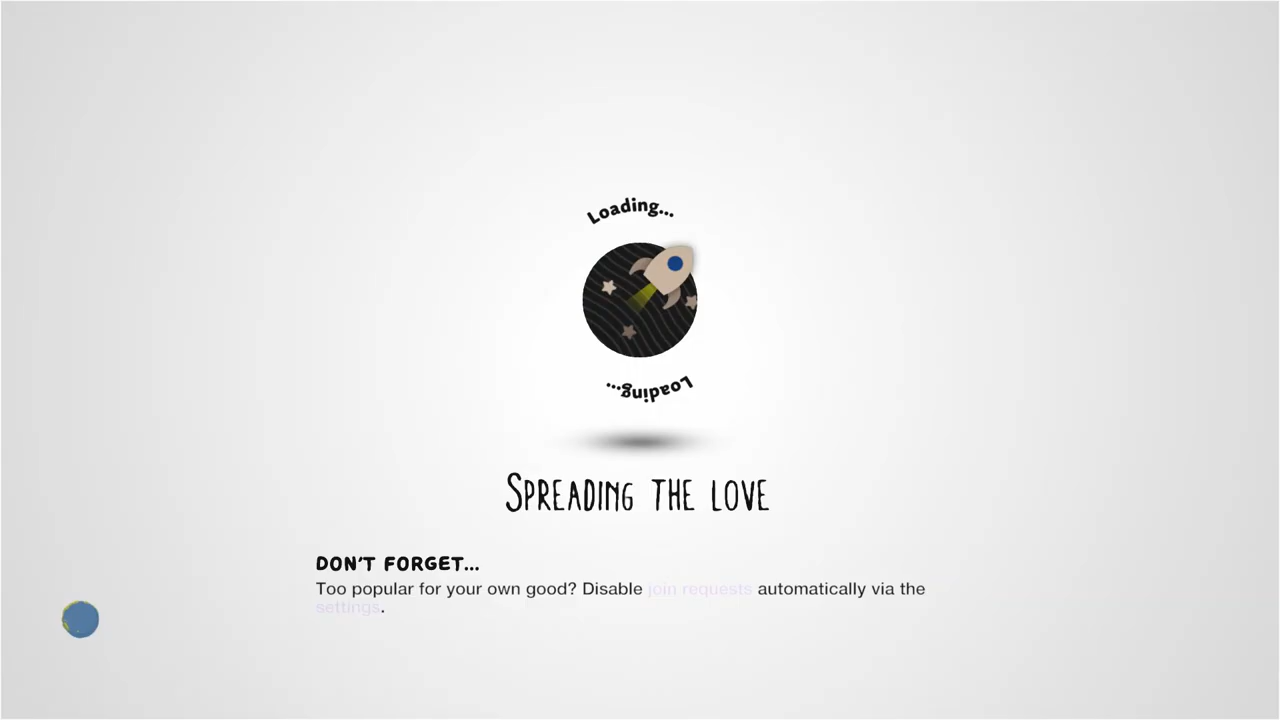 Loading...
Loading...
Spreading the love
Don't forget...
Too popular for your own good? Disable join requests automatically via the
settings.